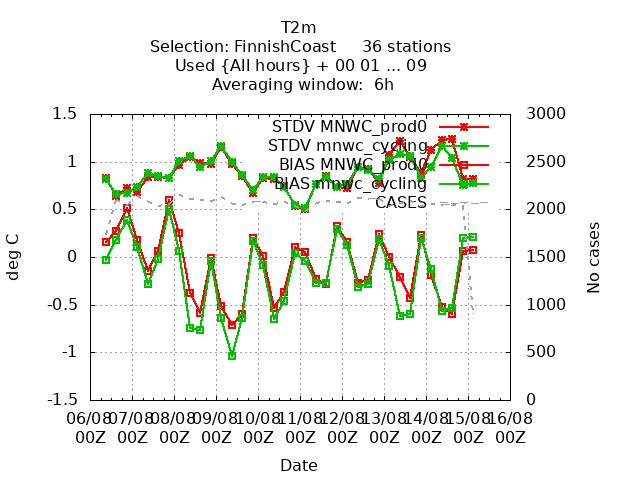 T2m
Selection: FinnishCoast 36 stations
Used {All hours} + 00 01 ... 09
Averaging window: 6h
STDV MNWC_prod0
STDV mnwc_cycling
BIAS MNWC_prod0
BIAS mnwc_cycling
CASES
deg C
1.5
1
0.5
0
-0.5
-1
-1.5
No cases
3000
2500
2000
1500
1000
500
0
06/08 07/08 08/08 09/08 10/08 11/08 12/08 13/08 14/08 15/08 16/08
00Z 00Z 00Z 00Z 00Z 00Z 00Z 00Z 00Z 00Z 00Z
Date